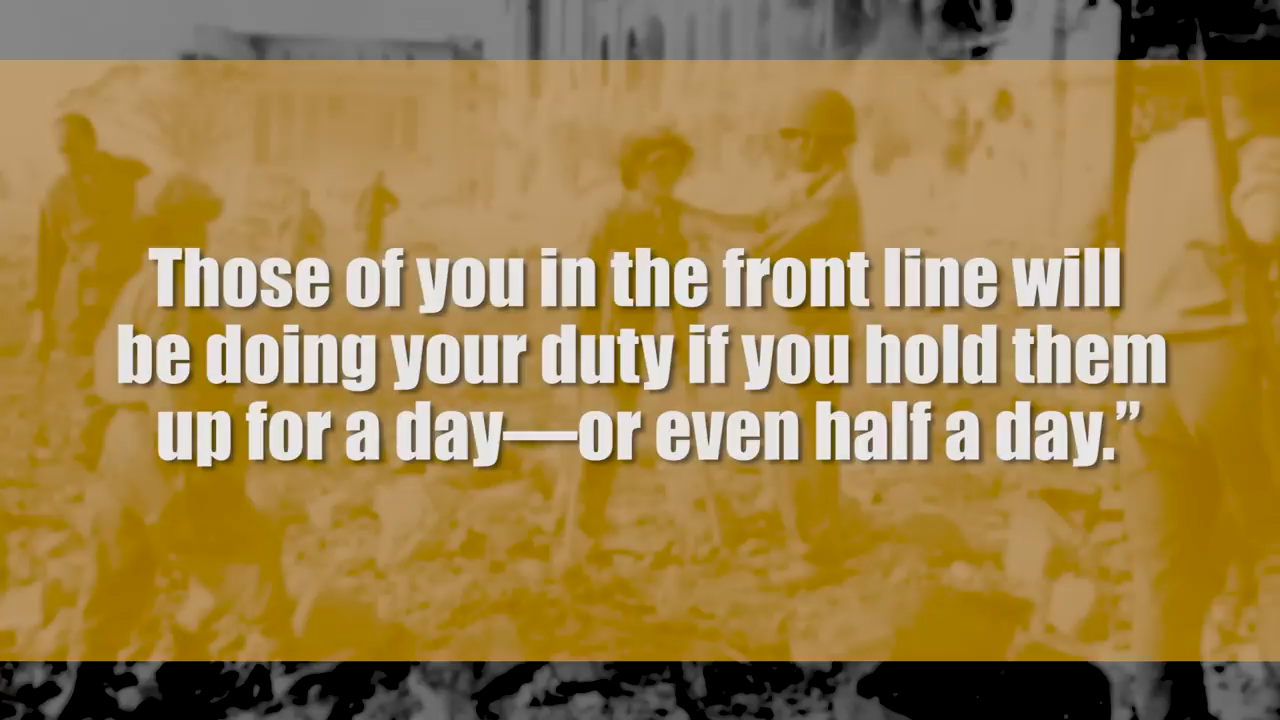 Those of you in the front line will
be doing your duty if you hold them
up for a day—or even half a day.”